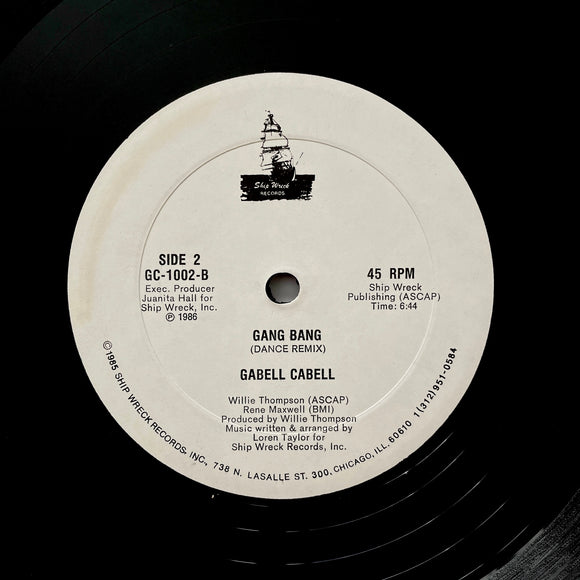 Ship Wreck
RECORDS
SIDE 2
GC-1002-B
Exec. Producer
Juanita Hall for
Ship Wreck, Inc.
℗ 1986
45 RPM
Ship Wreck
Publishing (ASCAP)
Time: 6:44
GANG BANG
(DANCE REMIX)
GABELL CABELL
Willie Thompson (ASCAP)
Rene Maxwell (BMI)
Produced by Willie Thompson
Music written & arranged by
Loren Taylor for
Ship Wreck Records, Inc.
©1985 SHIP WRECK RECORDS, INC., 738 N. LASALLE ST. 300, CHICAGO, ILL. 60610 1(312)951-0584